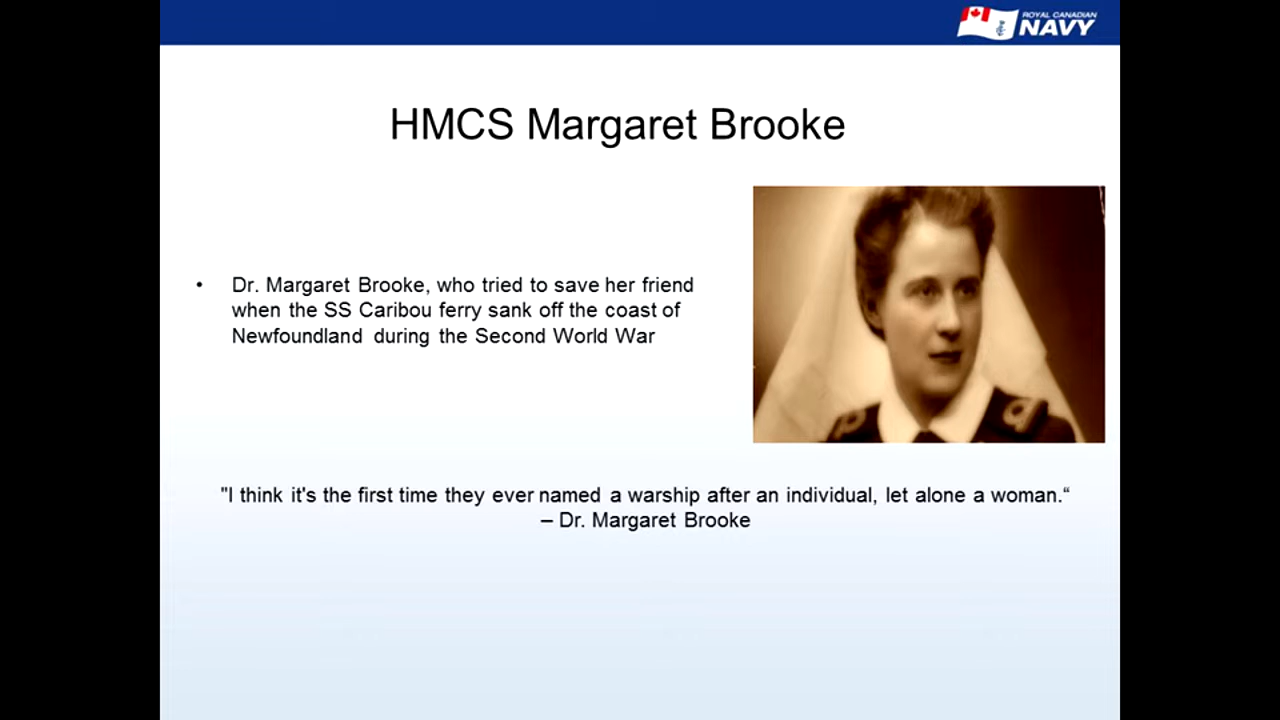 ROYAL CANADIAN
NAVY
HMCS Margaret Brooke
• Dr. Margaret Brooke, who tried to save her friend
when the SS Caribou ferry sank off the coast of
Newfoundland during the Second World War
"I think it's the first time they ever named a warship after an individual, let alone a woman.“
– Dr. Margaret Brooke